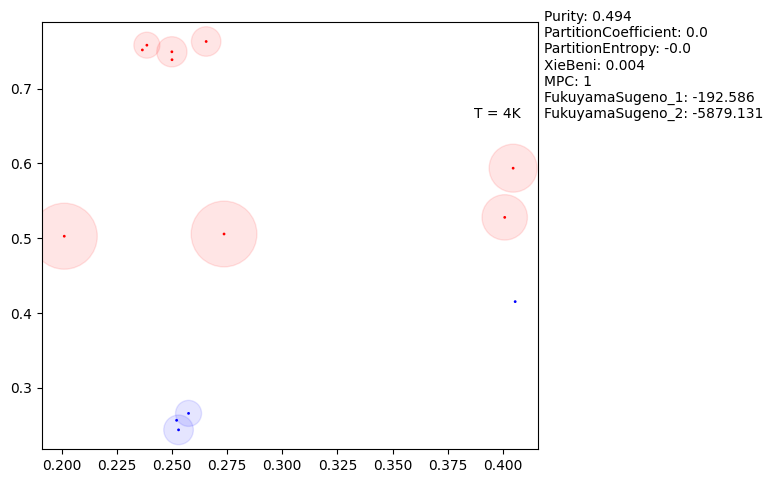 Purity: 0.494
PartitionCoefficient: 0.0
PartitionEntropy: -0.0
XieBeni: 0.004
MPC: 1
FukuyamaSugeno_1: -192.586
FukuyamaSugeno_2: -5879.131
T = 4K
0.7
0.6
0.5
0.4
0.3
0.200 0.225 0.250 0.275 0.300 0.325 0.350 0.375 0.400